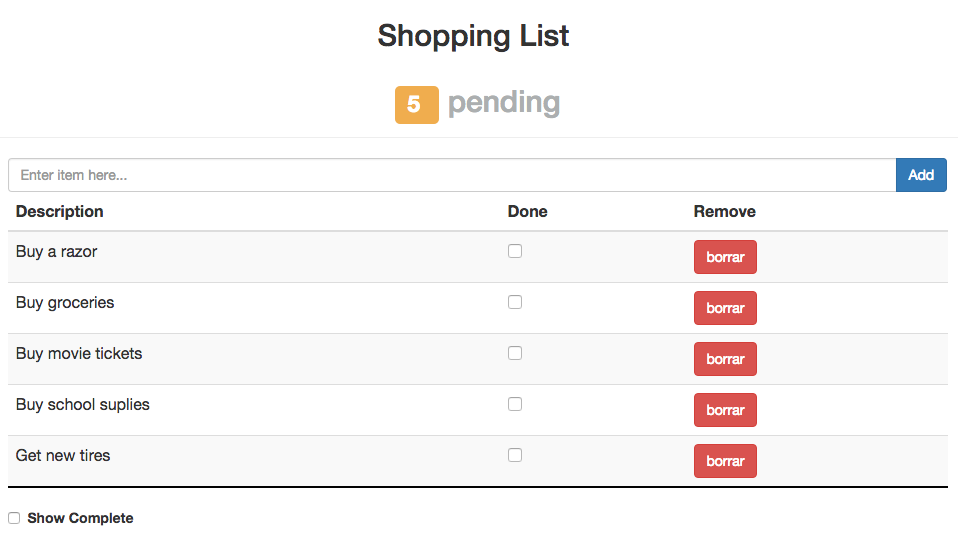 Shopping List
5 pending
Enter item here... Add
Description Done Remove
Buy a razor borrar
Buy groceries borrar
Buy movie tickets borrar
Buy school suplies borrar
Get new tires borrar
Show Complete